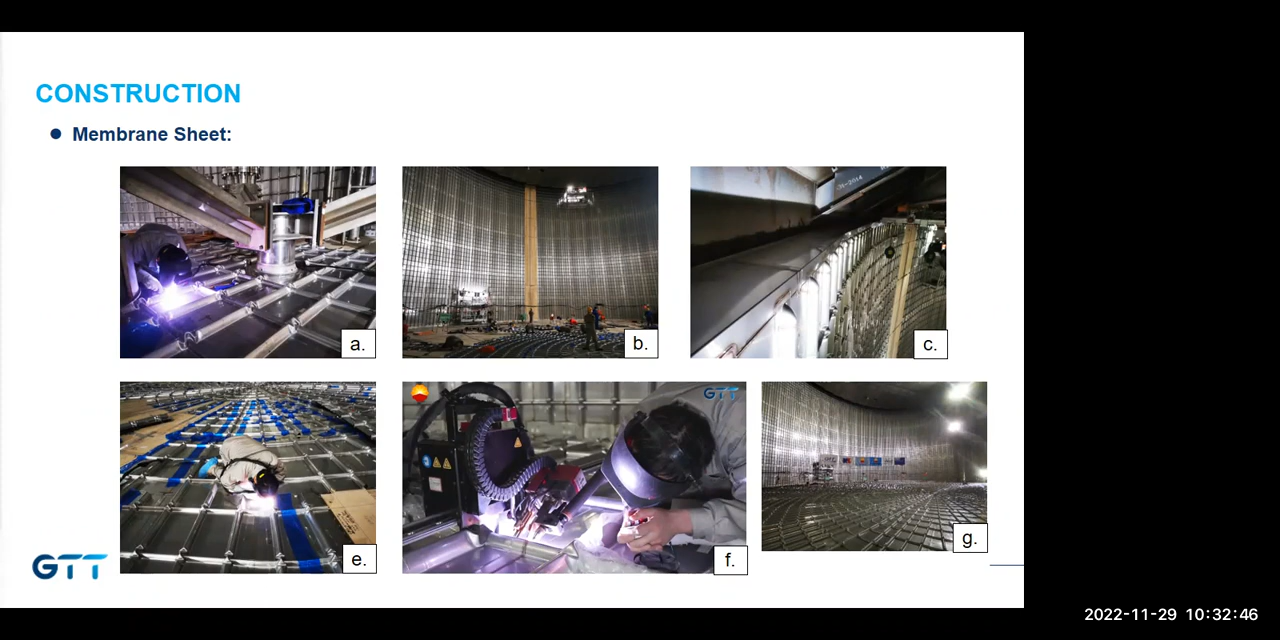 CONSTRUCTION
Membrane Sheet:
a.
b.
c.
e.
GTT
f.
g.
GTT
2022-11-29 10:32:46